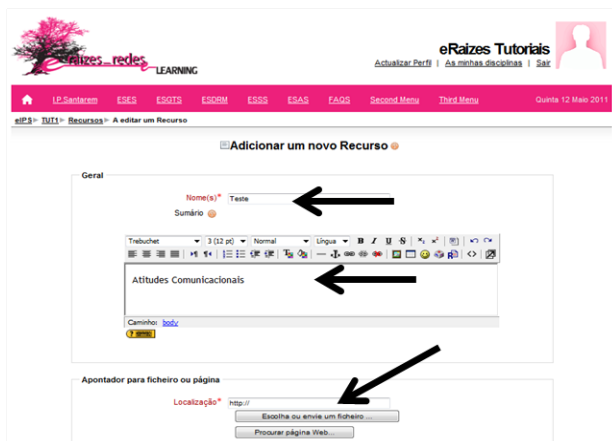 eRaizes_redes_
LEARNING
eRaizes Tutoriais
Actualizar Perfil | As minhas disciplinas | Sair
I.P.Santarem ESES ESGTS ESDRM ESSS ESAS FAQS Second Menu Third Menu Quinta 12 Maio 2011
eIPS ► TUT1 ► Recursos ► A editar um Recurso
Adicionar um novo Recurso
Geral
Nome(s)* Teste
Sumário
Trebuchet 3 (12 pt) Normal Língua B I U S x₂ x²
Atitudes Comunicacionais
Caminho: body
Apontador para ficheiro ou página
Localização* http://
Escolha ou envie um ficheiro ...
Procurar página Web...